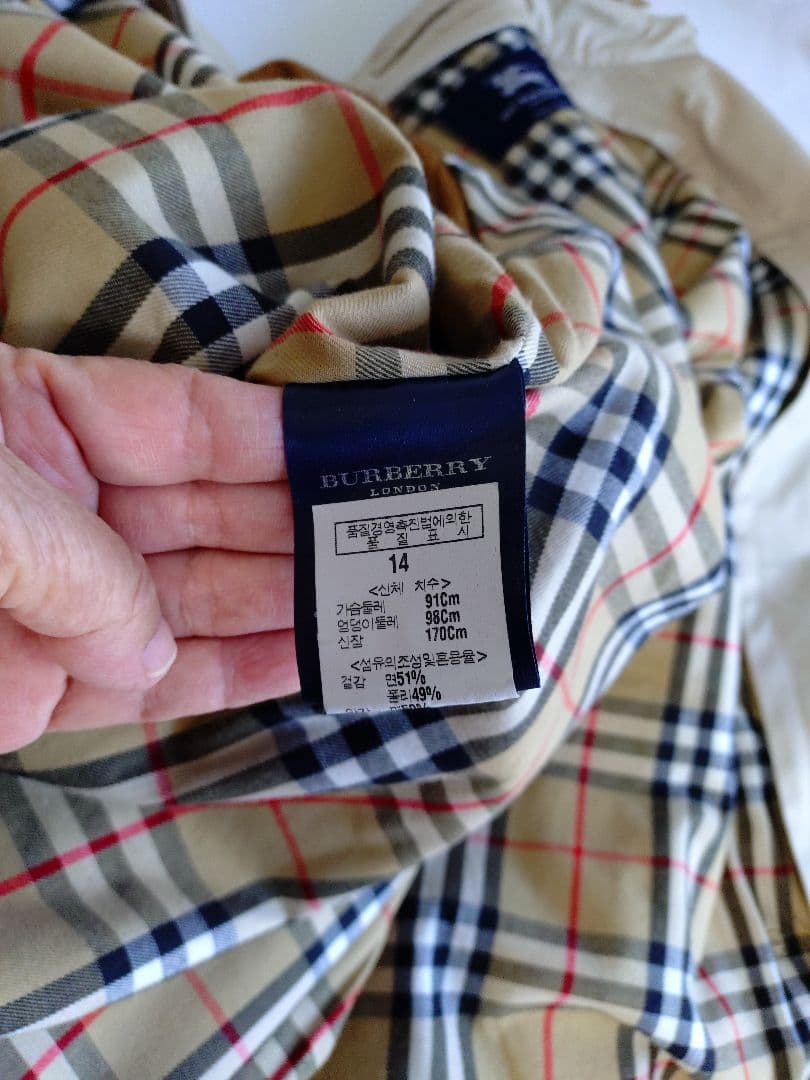 BURBERRY
LONDON
품질경영촉진법에의한
품 질 표 시
14
<신체 치수>
가슴둘레 91Cm
엉덩이둘레 98Cm
신장 170Cm
<섬유의조성및혼용율>
겉감 면51%
폴리49%